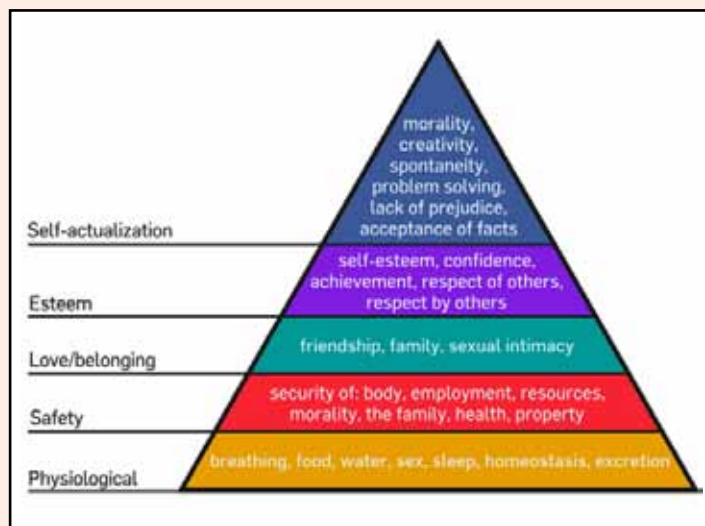 morality,
creativity,
spontaneity,
problem solving,
lack of prejudice,
acceptance of facts
Self-actualization
self-esteem, confidence,
achievement, respect of others,
respect by others
Esteem
friendship, family, sexual intimacy
Love/belonging
security of: body, employment, resources,
morality, the family, health, property
Safety
breathing, food, water, sex, sleep, homeostasis, excretion
Physiological